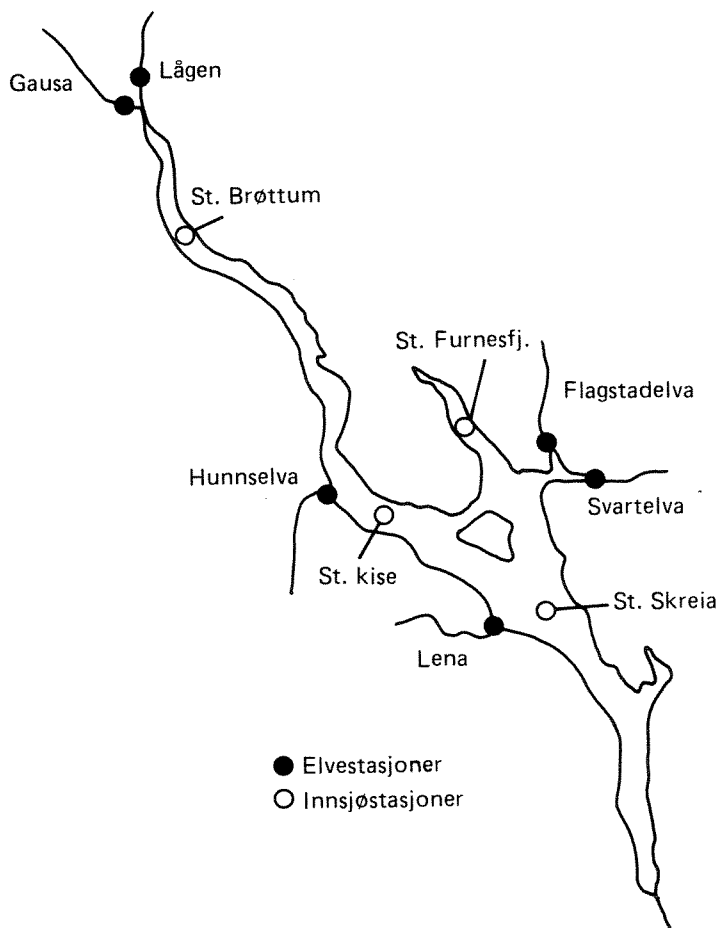 Lågen
Gausa
St. Brøttum
St. Furnesfj.
Flagstadelva
Hunnselva
Svartelva
St. kise
St. Skreia
Lena
Elvestasjoner
Innsjøstasjoner